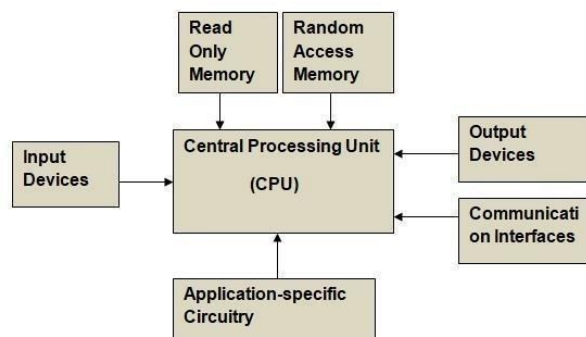 Read
Only
Memory
Random
Access
Memory
Central Processing Unit
(CPU)
Input
Devices
Output
Devices
Communicati
on Interfaces
Application-specific
Circuitry